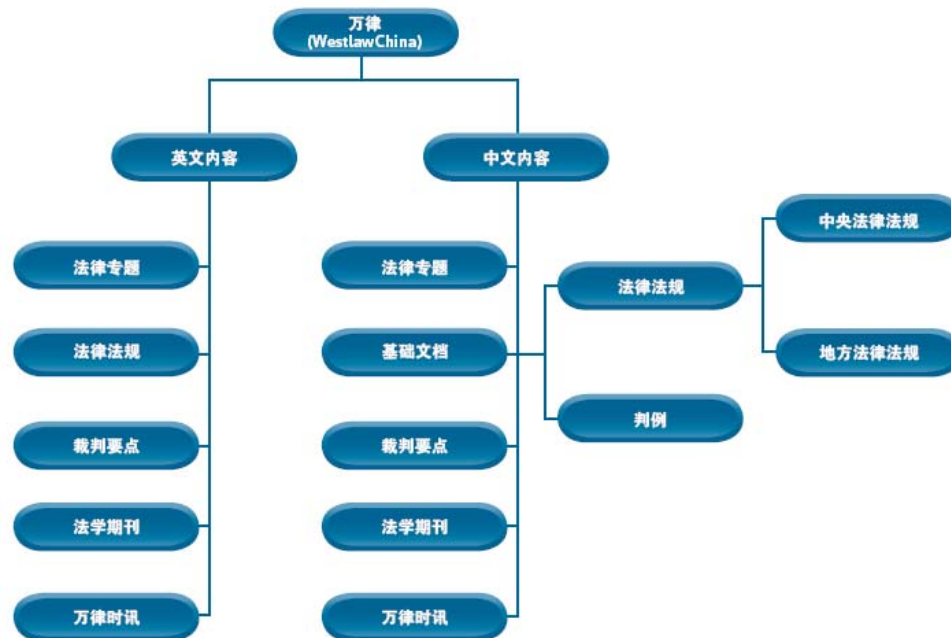 万律
(WestlawChina)
英文内容
中文内容
中央法律法规
法律专题
法律专题
法律法规
法律法规
基础文档
地方法律法规
判例
裁判要点
裁判要点
法学期刊
法学期刊
万律时讯
万律时讯